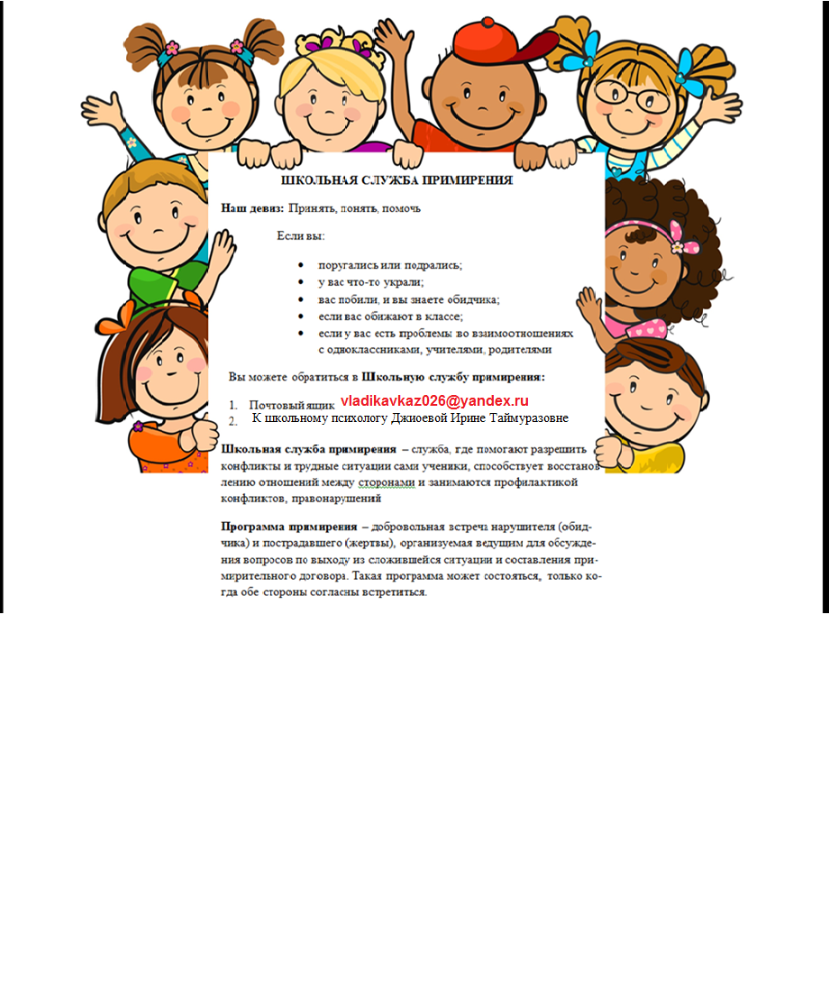 ШКОЛЬНАЯ СЛУЖБА ПРИМИРЕНИЯ
Наш девиз: Принять, понять, помочь
Если вы:
• поругались или подрались;
• у вас что-то украли;
• вас побили, и вы знаете обидчика;
• если вас обижают в классе;
• если у вас есть проблемы во взаимоотношениях
с одноклассниками, учителями, родителями
Вы можете обратиться в Школьную службу примирения:
1. Почтовый ящик vladikavkaz026@yandex.ru
2. К школьному психологу Джиоевой Ирине Таймуразовне
Школьная служба примирения – служба, где помогают разрешить
конфликты и трудные ситуации сами ученики, способствует восстанов
лению отношений между сторонами и занимаются профилактикой
конфликтов, правонарушений
Программа примирения – добровольная встреча нарушителя (обид-
чика) и пострадавшего (жертвы), организуемая ведущим для обсужде-
ния вопросов по выходу из сложившейся ситуации и составления при-
мирительного договора. Такая программа может состояться, только ко-
гда обе стороны согласны встретиться.